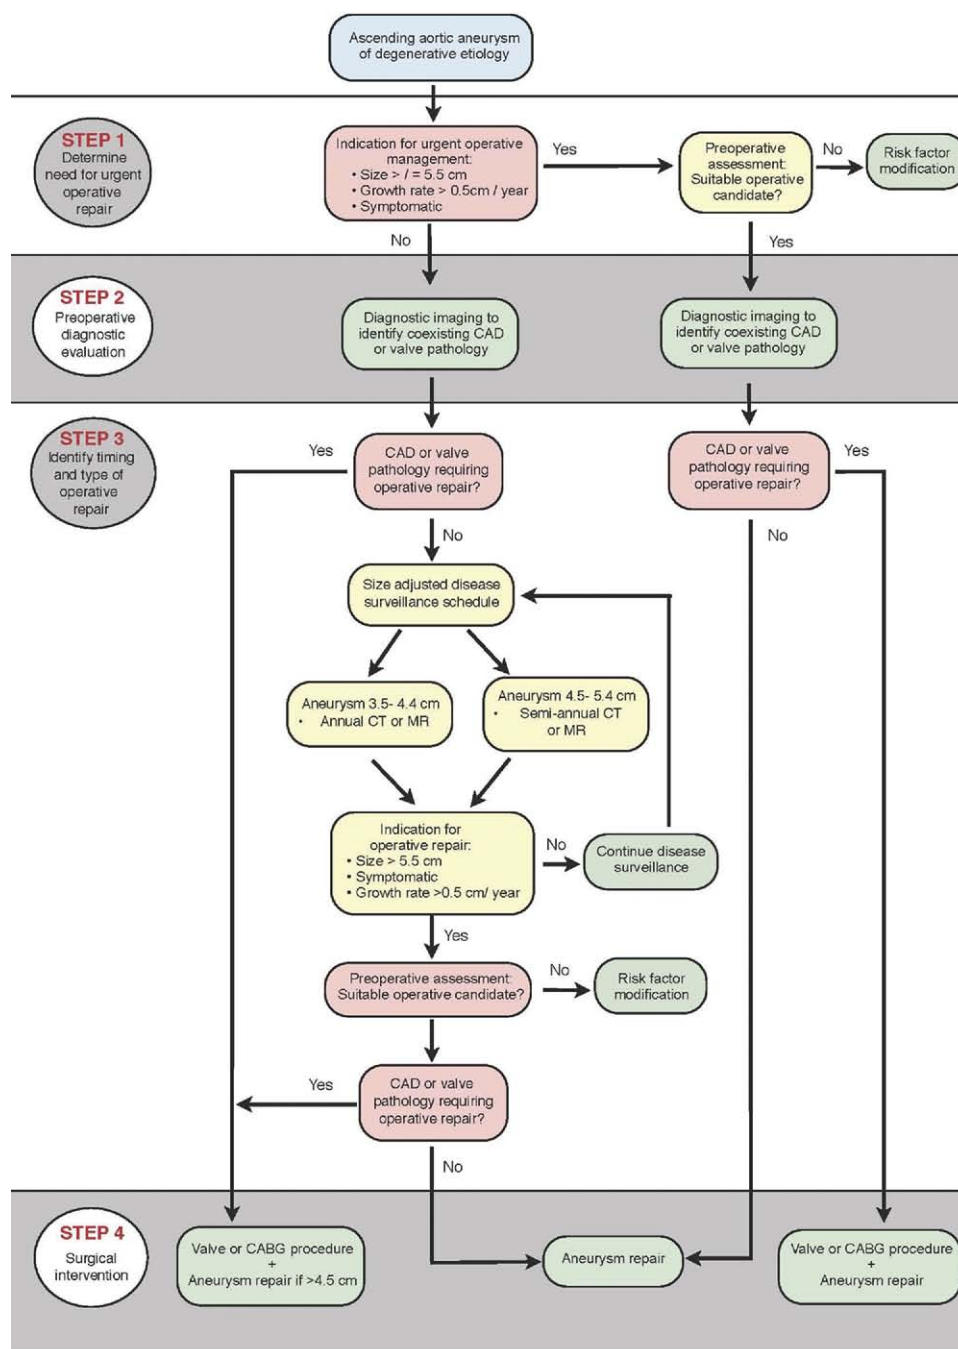 Ascending aortic aneurysm
of degenerative etiology
STEP 1
Determine
need for urgent
operative
repair
Indication for urgent operative
management:
• Size > / = 5.5 cm
• Growth rate > 0.5cm / year
• Symptomatic
Yes
Preoperative
assessment:
Suitable operative
candidate?
No
Risk factor
modification
No
Yes
STEP 2
Preoperative
diagnostic
evaluation
Diagnostic imaging to
identify coexisting CAD
or valve pathology
Diagnostic imaging to
identify coexisting CAD
or valve pathology
STEP 3
Identify timing
and type of
operative
repair
Yes
CAD or valve
pathology requiring
operative repair?
CAD or valve
pathology requiring
operative repair?
Yes
No
No
Size adjusted disease
surveillance schedule
Aneurysm 3.5- 4.4 cm
• Annual CT or MR
Aneurysm 4.5- 5.4 cm
• Semi-annual CT
or MR
Indication for
operative repair:
• Size > 5.5 cm
• Symptomatic
• Growth rate >0.5 cm/ year
No
Continue disease
surveillance
Yes
Preoperative assessment:
Suitable operative candidate?
No
Risk factor
modification
Yes
CAD or valve
pathology requiring
operative repair?
No
STEP 4
Surgical
intervention
Valve or CABG procedure
+
Aneurysm repair if >4.5 cm
Aneurysm repair
Valve or CABG procedure
+
Aneurysm repair